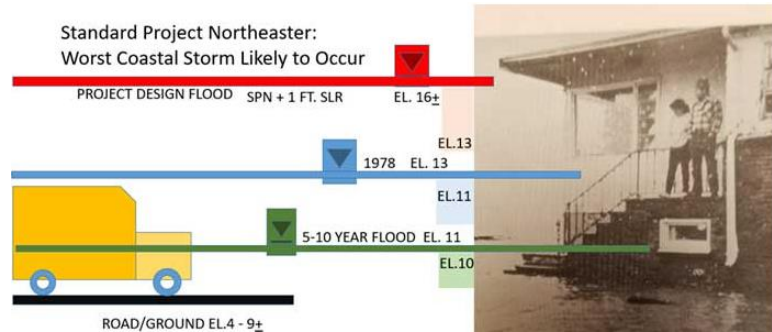 Standard Project Northeaster:
Worst Coastal Storm Likely to Occur
PROJECT DESIGN FLOOD SPN + 1 FT. SLR EL. 16±
EL.13
1978 EL. 13
EL.11
5-10 YEAR FLOOD EL. 11
EL.10
ROAD/GROUND EL.4 - 9±